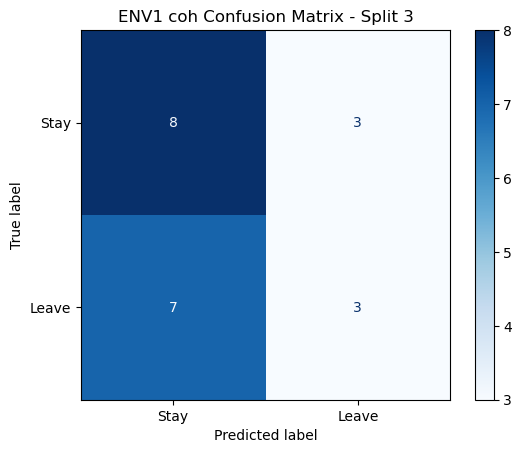 ENV1 coh Confusion Matrix - Split 3
True label
Stay
8
3
Leave
7
3
Stay
Leave
Predicted label
8
7
6
5
4
3